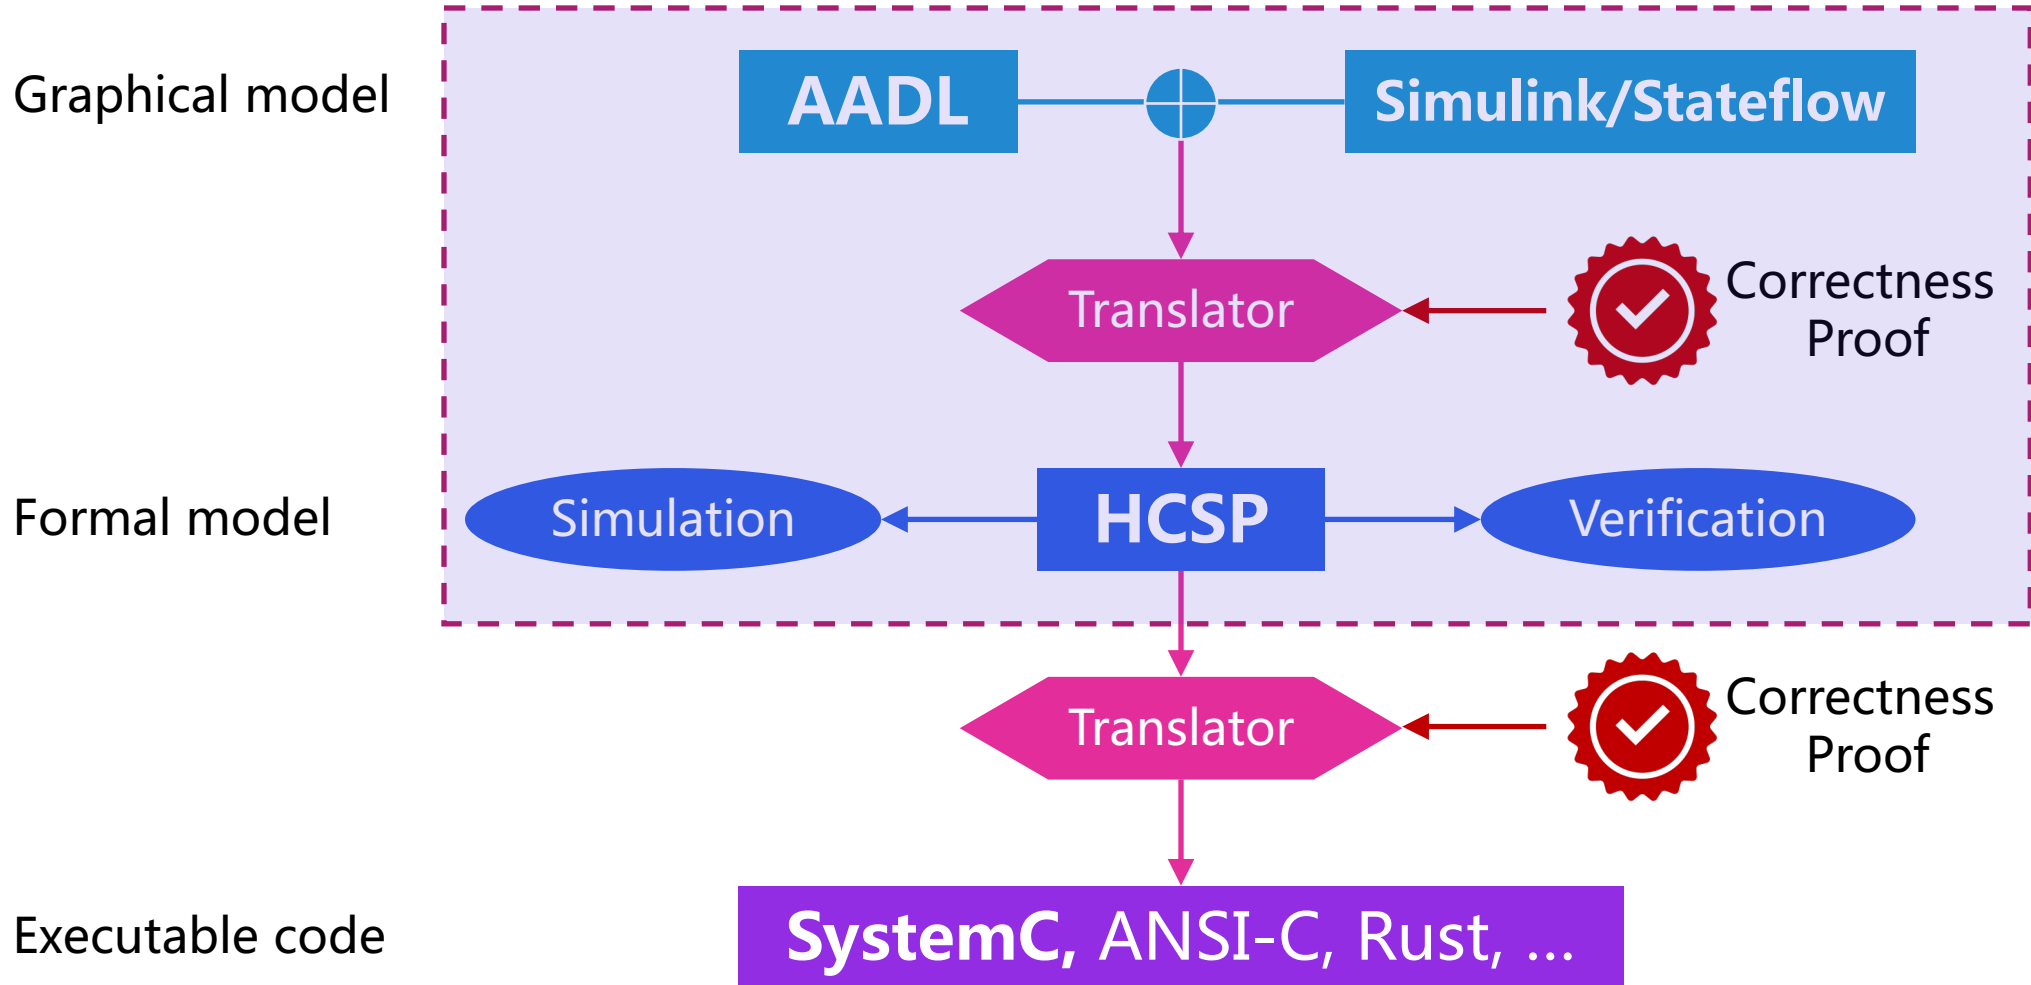 Graphical model
AADL
Simulink/Stateflow
Translator
Correctness
Proof
Formal model
Simulation
HCSP
Verification
Translator
Correctness
Proof
Executable code
SystemC, ANSI-C, Rust, ...